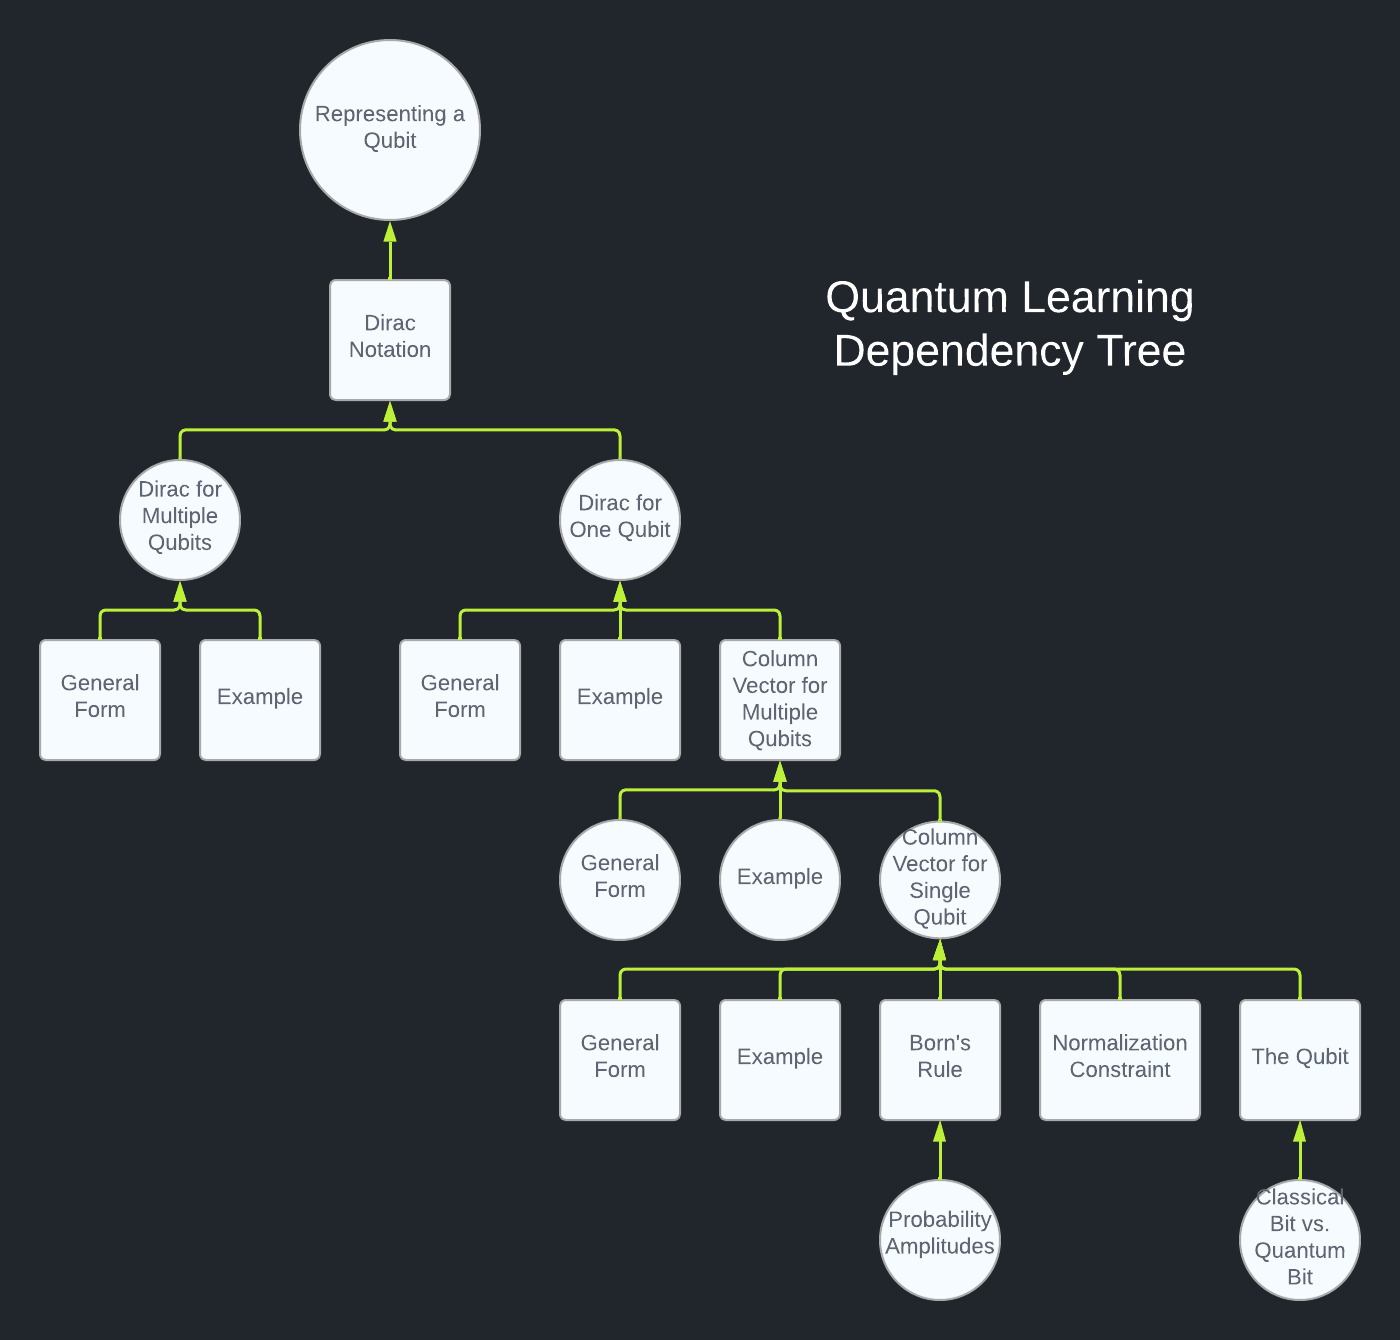 Representing a
Qubit
Quantum Learning
Dependency Tree
Dirac
Notation
Dirac for
Multiple
Qubits
Dirac for
One Qubit
General
Form
Example
General
Form
Example
Column
Vector for
Multiple
Qubits
General
Form
Example
Column
Vector for
Single
Qubit
General
Form
Example
Born's
Rule
Normalization
Constraint
The Qubit
Probability
Amplitudes
Classical
Bit vs.
Quantum
Bit